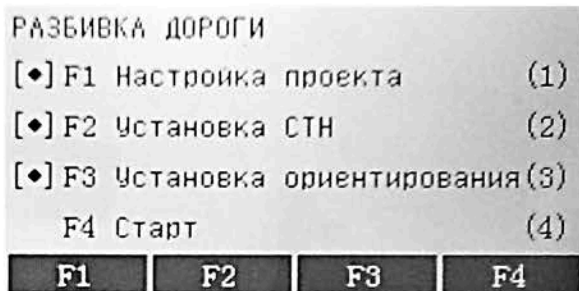 РАЗБИВКА ДОРОГИ
[◆] F1 Настройка проекта (1)
[◆] F2 Установка СТН (2)
[◆] F3 Установка ориентирования(3)
F4 Старт (4)
F1 F2 F3 F4